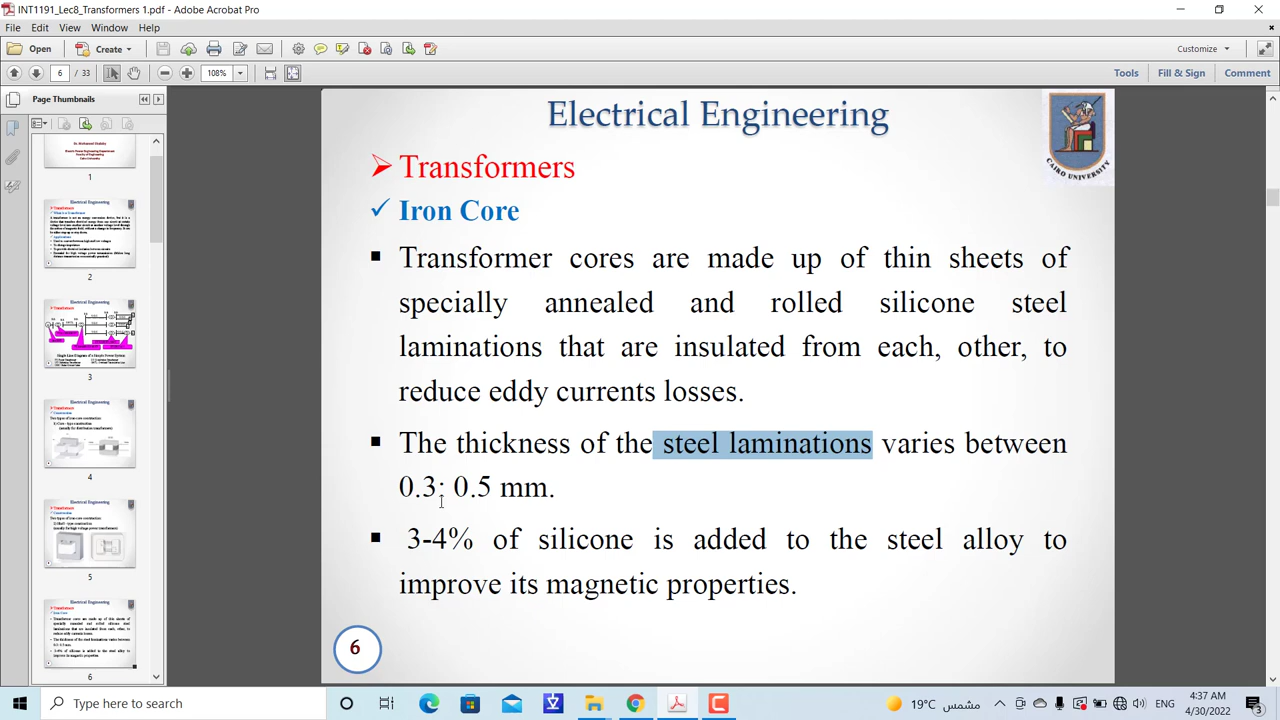 INT1191_Lec8_Transformers 1.pdf - Adobe Acrobat Pro
File Edit View Window Help
Open Create Customize
6 / 33 108% Tools Fill & Sign Comment
Page Thumbnails
1
2
3
4
5
6
Electrical Engineering
CAIRO UNIVERSITY
Transformers
Iron Core
Transformer cores are made up of thin sheets of
specially annealed and rolled silicone steel
laminations that are insulated from each, other, to
reduce eddy currents losses.
The thickness of the steel laminations varies between
0.3: 0.5 mm.
3-4% of silicone is added to the steel alloy to
improve its magnetic properties.
6
Type here to search
19°C مشمس
ENG
4:37 AM
4/30/2022
3